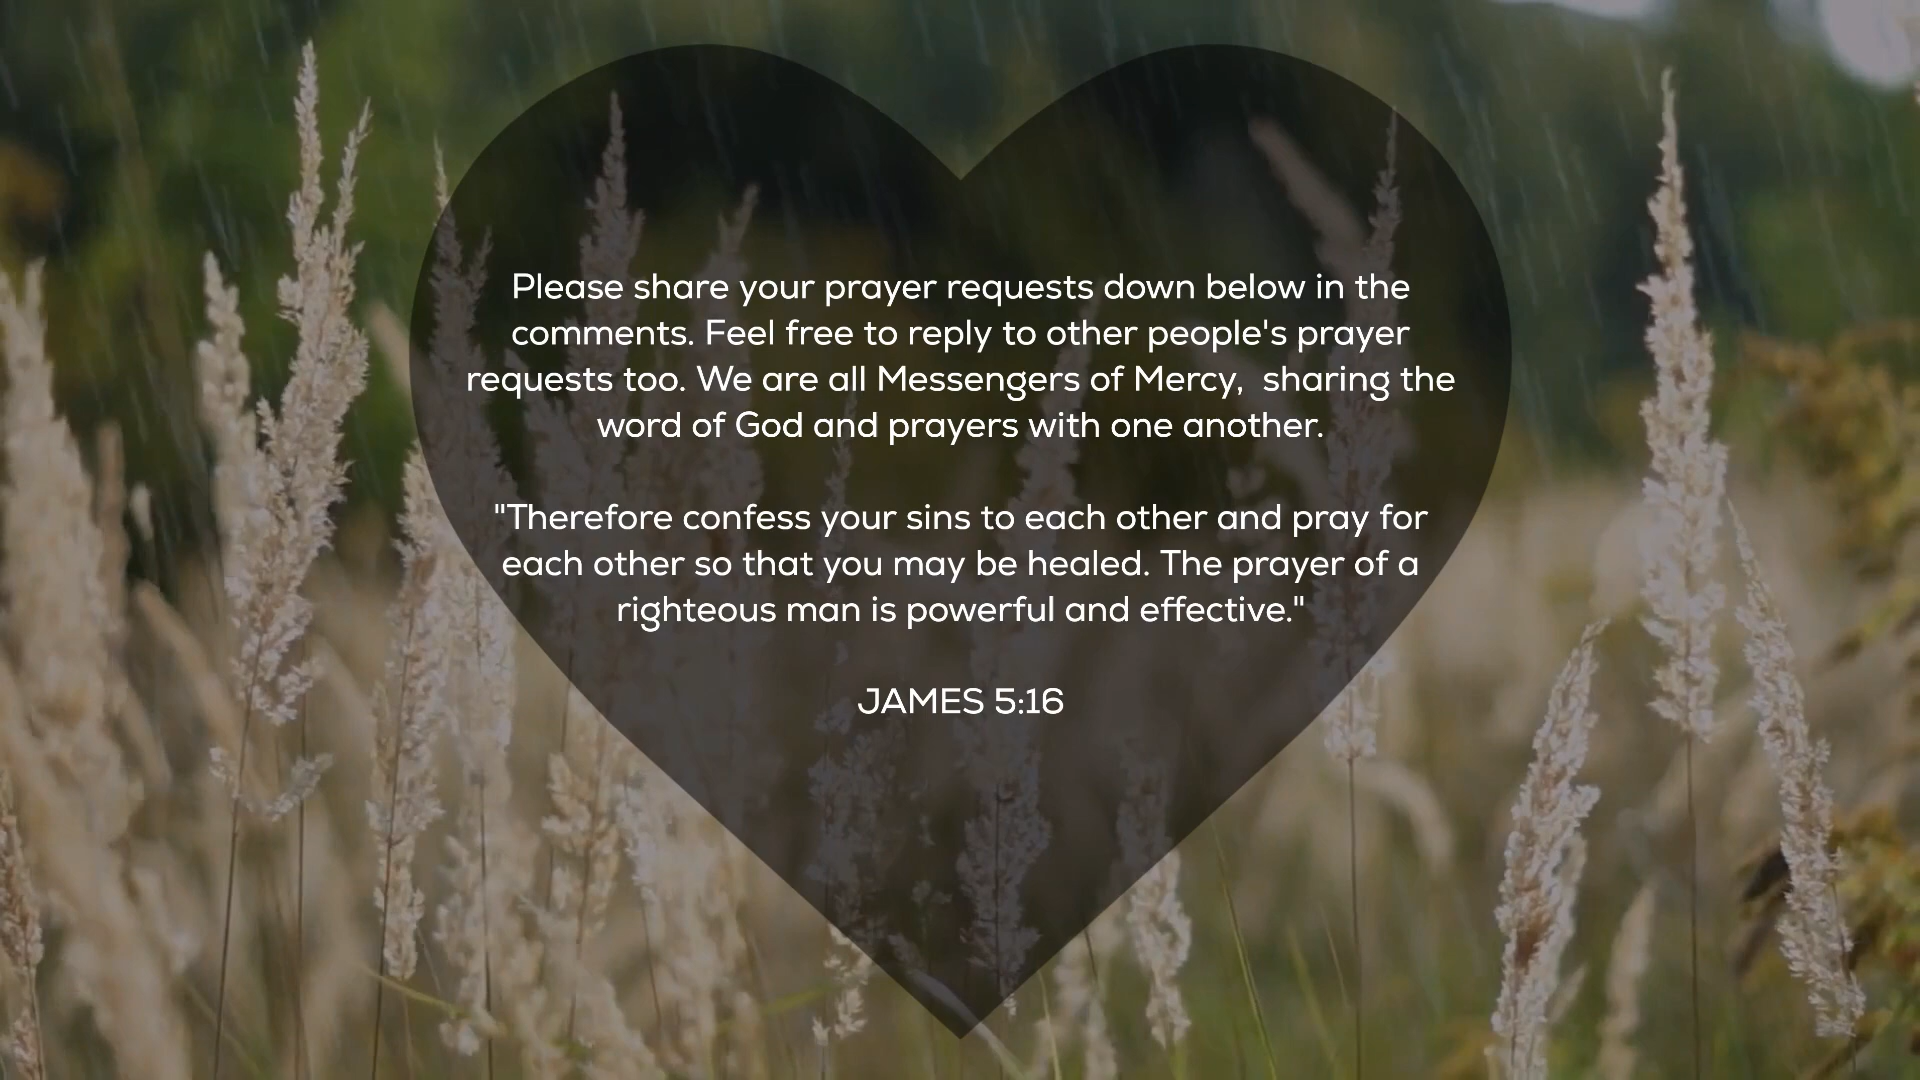 Please share your prayer requests down below in the
comments. Feel free to reply to other people's prayer
requests too. We are all Messengers of Mercy,  sharing the
word of God and prayers with one another.
"Therefore confess your sins to each other and pray for
each other so that you may be healed. The prayer of a
righteous man is powerful and effective."
JAMES 5:16